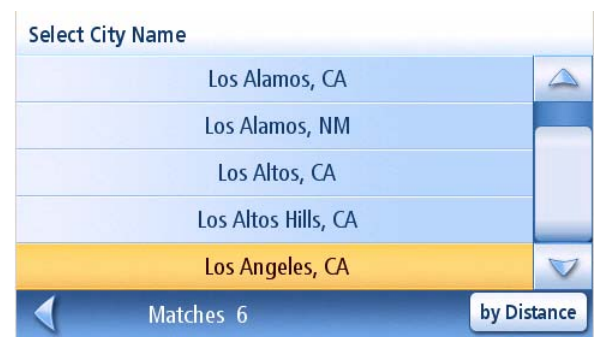 Select City Name
Los Alamos, CA
Los Alamos, NM
Los Altos, CA
Los Altos Hills, CA
Los Angeles, CA
Matches 6 by Distance